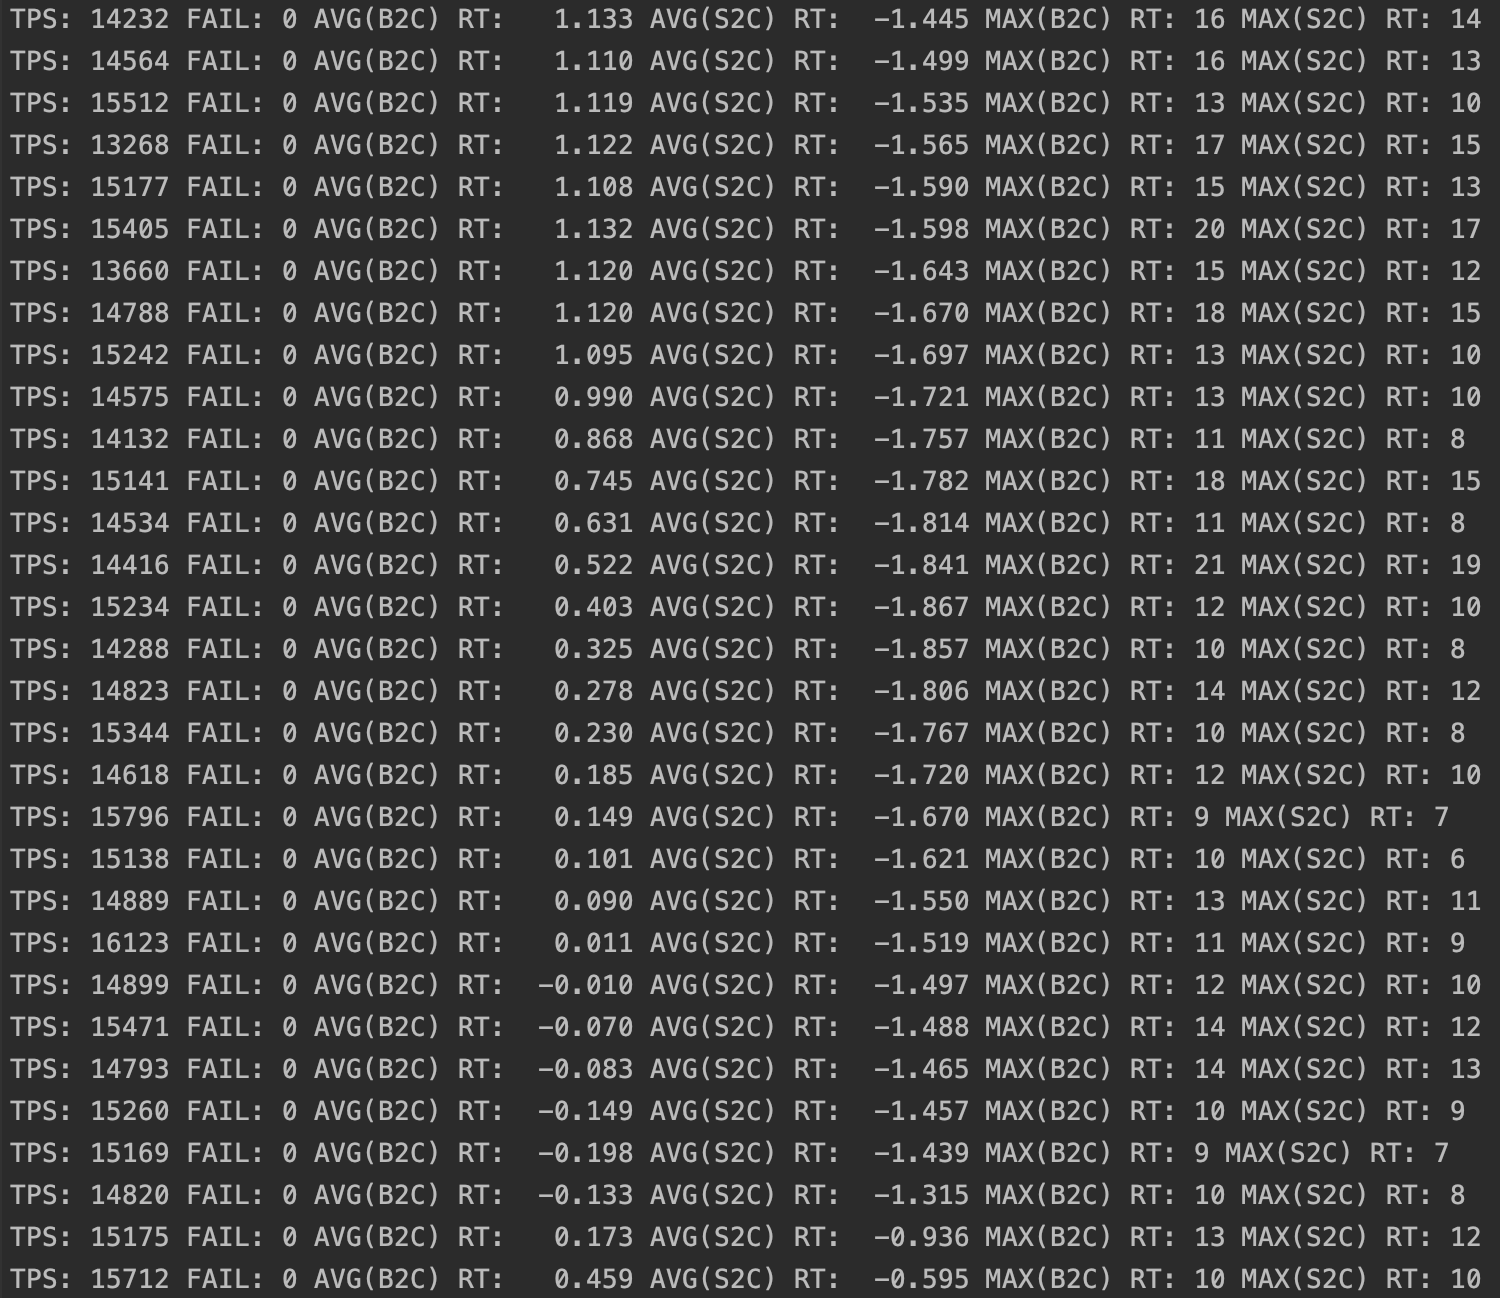 TPS: 14232 FAIL: 0 AVG(B2C) RT:   1.133 AVG(S2C) RT:  -1.445 MAX(B2C) RT: 16 MAX(S2C) RT: 14
TPS: 14564 FAIL: 0 AVG(B2C) RT:   1.110 AVG(S2C) RT:  -1.499 MAX(B2C) RT: 16 MAX(S2C) RT: 13
TPS: 15512 FAIL: 0 AVG(B2C) RT:   1.119 AVG(S2C) RT:  -1.535 MAX(B2C) RT: 13 MAX(S2C) RT: 10
TPS: 13268 FAIL: 0 AVG(B2C) RT:   1.122 AVG(S2C) RT:  -1.565 MAX(B2C) RT: 17 MAX(S2C) RT: 15
TPS: 15177 FAIL: 0 AVG(B2C) RT:   1.108 AVG(S2C) RT:  -1.590 MAX(B2C) RT: 15 MAX(S2C) RT: 13
TPS: 15405 FAIL: 0 AVG(B2C) RT:   1.132 AVG(S2C) RT:  -1.598 MAX(B2C) RT: 20 MAX(S2C) RT: 17
TPS: 13660 FAIL: 0 AVG(B2C) RT:   1.120 AVG(S2C) RT:  -1.643 MAX(B2C) RT: 15 MAX(S2C) RT: 12
TPS: 14788 FAIL: 0 AVG(B2C) RT:   1.120 AVG(S2C) RT:  -1.670 MAX(B2C) RT: 18 MAX(S2C) RT: 15
TPS: 15242 FAIL: 0 AVG(B2C) RT:   1.095 AVG(S2C) RT:  -1.697 MAX(B2C) RT: 13 MAX(S2C) RT: 10
TPS: 14575 FAIL: 0 AVG(B2C) RT:   0.990 AVG(S2C) RT:  -1.721 MAX(B2C) RT: 13 MAX(S2C) RT: 10
TPS: 14132 FAIL: 0 AVG(B2C) RT:   0.868 AVG(S2C) RT:  -1.757 MAX(B2C) RT: 11 MAX(S2C) RT: 8
TPS: 15141 FAIL: 0 AVG(B2C) RT:   0.745 AVG(S2C) RT:  -1.782 MAX(B2C) RT: 18 MAX(S2C) RT: 15
TPS: 14534 FAIL: 0 AVG(B2C) RT:   0.631 AVG(S2C) RT:  -1.814 MAX(B2C) RT: 11 MAX(S2C) RT: 8
TPS: 14416 FAIL: 0 AVG(B2C) RT:   0.522 AVG(S2C) RT:  -1.841 MAX(B2C) RT: 21 MAX(S2C) RT: 19
TPS: 15234 FAIL: 0 AVG(B2C) RT:   0.403 AVG(S2C) RT:  -1.867 MAX(B2C) RT: 12 MAX(S2C) RT: 10
TPS: 14288 FAIL: 0 AVG(B2C) RT:   0.325 AVG(S2C) RT:  -1.857 MAX(B2C) RT: 10 MAX(S2C) RT: 8
TPS: 14823 FAIL: 0 AVG(B2C) RT:   0.278 AVG(S2C) RT:  -1.806 MAX(B2C) RT: 14 MAX(S2C) RT: 12
TPS: 15344 FAIL: 0 AVG(B2C) RT:   0.230 AVG(S2C) RT:  -1.767 MAX(B2C) RT: 10 MAX(S2C) RT: 8
TPS: 14618 FAIL: 0 AVG(B2C) RT:   0.185 AVG(S2C) RT:  -1.720 MAX(B2C) RT: 12 MAX(S2C) RT: 10
TPS: 15796 FAIL: 0 AVG(B2C) RT:   0.149 AVG(S2C) RT:  -1.670 MAX(B2C) RT: 9 MAX(S2C) RT: 7
TPS: 15138 FAIL: 0 AVG(B2C) RT:   0.101 AVG(S2C) RT:  -1.621 MAX(B2C) RT: 10 MAX(S2C) RT: 6
TPS: 14889 FAIL: 0 AVG(B2C) RT:   0.090 AVG(S2C) RT:  -1.550 MAX(B2C) RT: 13 MAX(S2C) RT: 11
TPS: 16123 FAIL: 0 AVG(B2C) RT:   0.011 AVG(S2C) RT:  -1.519 MAX(B2C) RT: 11 MAX(S2C) RT: 9
TPS: 14899 FAIL: 0 AVG(B2C) RT:  -0.010 AVG(S2C) RT:  -1.497 MAX(B2C) RT: 12 MAX(S2C) RT: 10
TPS: 15471 FAIL: 0 AVG(B2C) RT:  -0.070 AVG(S2C) RT:  -1.488 MAX(B2C) RT: 14 MAX(S2C) RT: 12
TPS: 14793 FAIL: 0 AVG(B2C) RT:  -0.083 AVG(S2C) RT:  -1.465 MAX(B2C) RT: 14 MAX(S2C) RT: 13
TPS: 15260 FAIL: 0 AVG(B2C) RT:  -0.149 AVG(S2C) RT:  -1.457 MAX(B2C) RT: 10 MAX(S2C) RT: 9
TPS: 15169 FAIL: 0 AVG(B2C) RT:  -0.198 AVG(S2C) RT:  -1.439 MAX(B2C) RT: 9 MAX(S2C) RT: 7
TPS: 14820 FAIL: 0 AVG(B2C) RT:  -0.133 AVG(S2C) RT:  -1.315 MAX(B2C) RT: 10 MAX(S2C) RT: 8
TPS: 15175 FAIL: 0 AVG(B2C) RT:   0.173 AVG(S2C) RT:  -0.936 MAX(B2C) RT: 13 MAX(S2C) RT: 12
TPS: 15712 FAIL: 0 AVG(B2C) RT:   0.459 AVG(S2C) RT:  -0.595 MAX(B2C) RT: 10 MAX(S2C) RT: 10